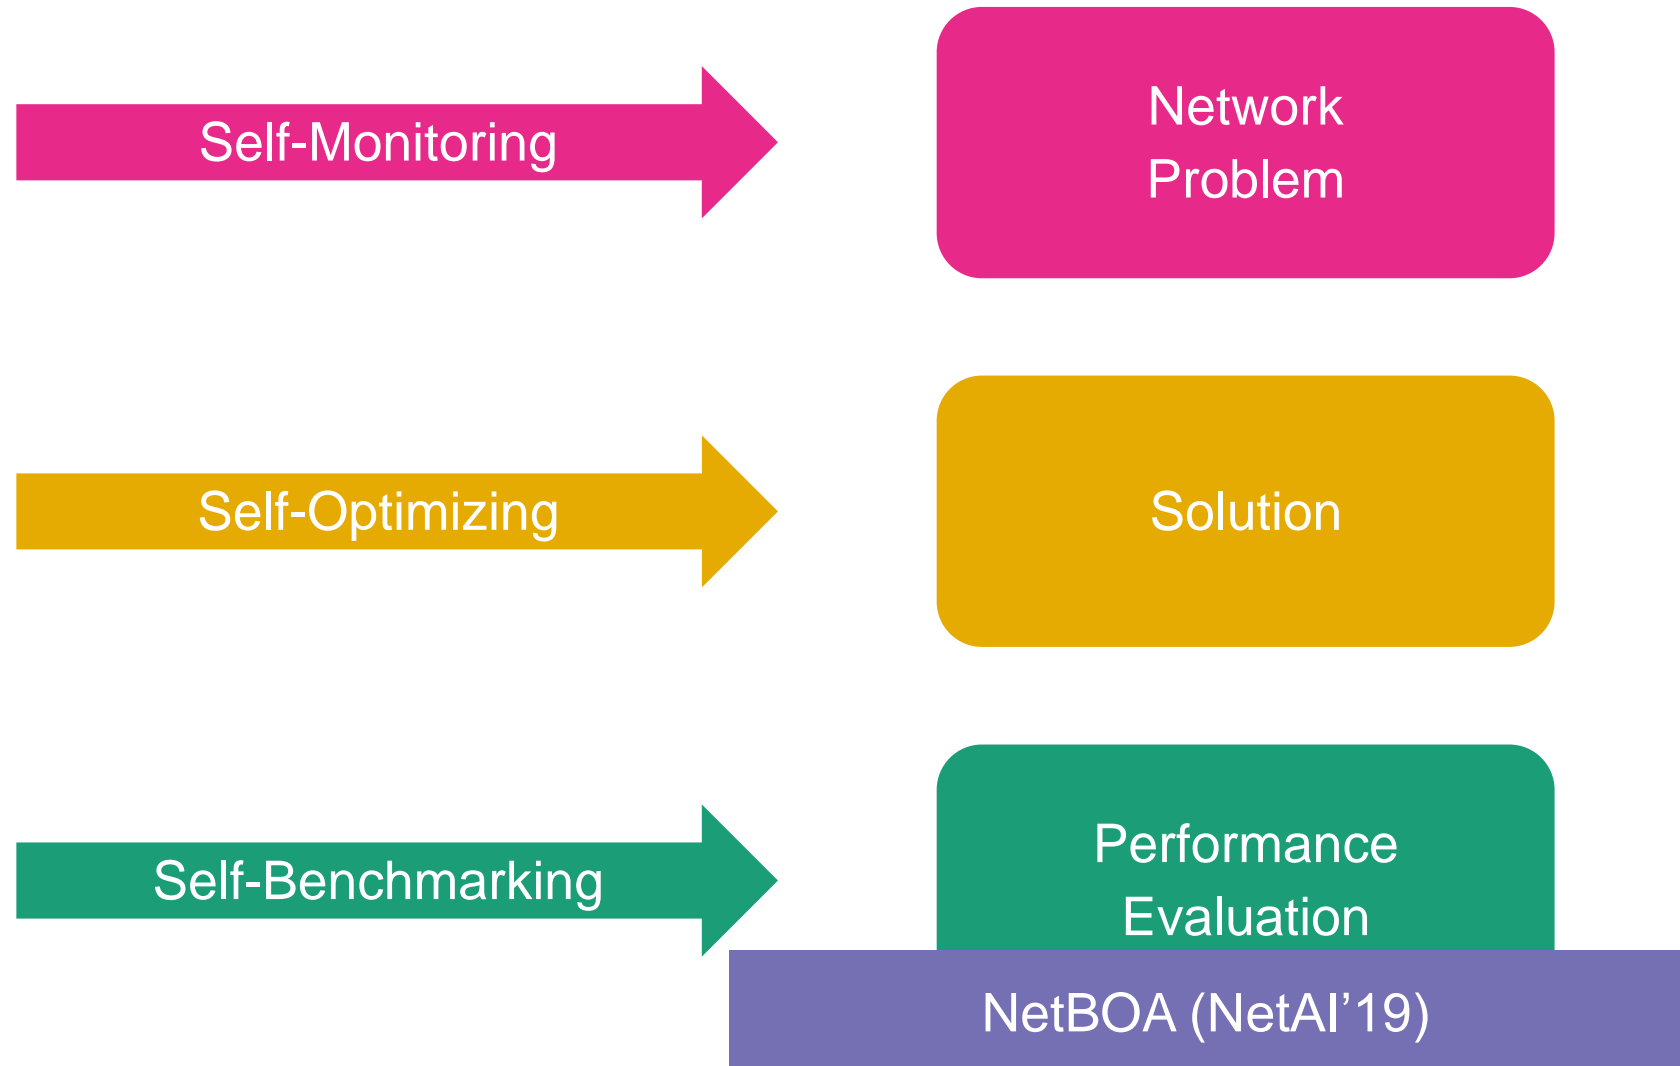 Self-Monitoring
Network
Problem
Self-Optimizing
Solution
Self-Benchmarking
Performance
Evaluation
NetBOA (NetAI’19)